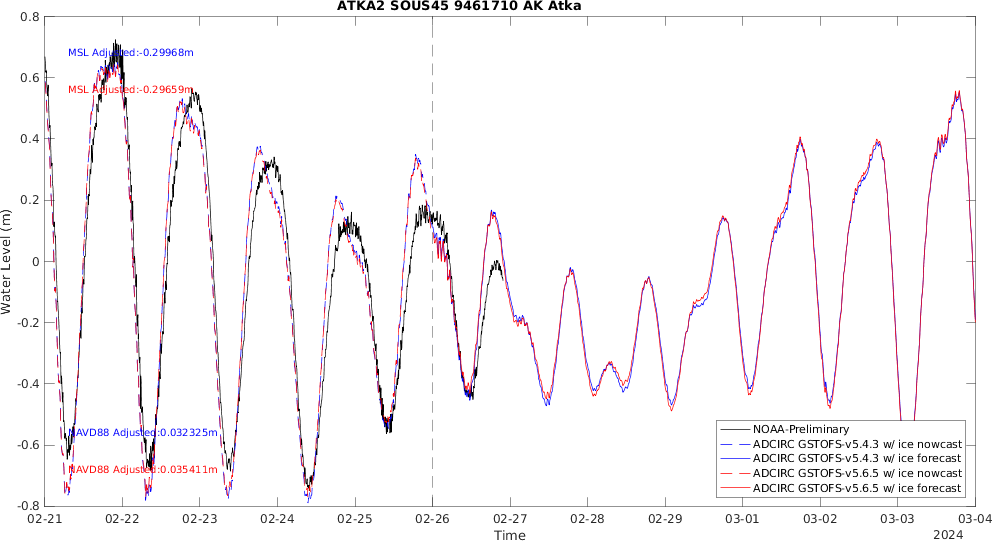 ATKA2 SOUS45 9461710 AK Atka
MSL Adjusted:-0.29968m
MSL Adjusted:-0.29659m
NAVD88 Adjusted:0.032325m
NAVD88 Adjusted:0.035411m
Water Level (m)
0.8
0.6
0.4
0.2
0
-0.2
-0.4
-0.6
-0.8
NOAA-Preliminary
ADCIRC GSTOFS-v5.4.3 w/ ice nowcast
ADCIRC GSTOFS-v5.4.3 w/ ice forecast
ADCIRC GSTOFS-v5.6.5 w/ ice nowcast
ADCIRC GSTOFS-v5.6.5 w/ ice forecast
02-21 02-22 02-23 02-24 02-25 02-26 02-27 02-28 02-29 03-01 03-02 03-03 03-04
Time
2024